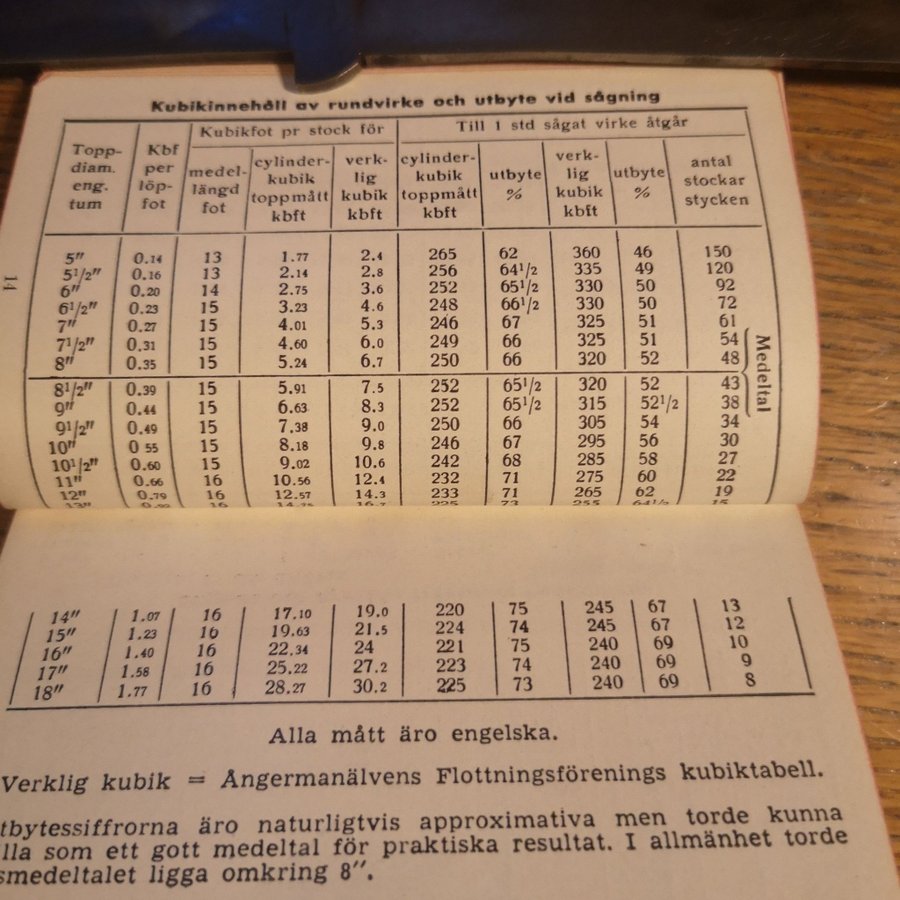 Kubikinnehåll av rundvirke och utbyte vid sågning
Topp-diam. eng. tum | Kbf per löp-fot | Kubikfot pr stock för | Till 1 std sågat virke åtgår
medel-längd fot | cylinder-kubik toppmått kbft | verk-lig kubik kbft | cylinder-kubik toppmått kbft | utbyte % | verk-lig kubik kbft | utbyte % | antal stockar stycken
5" 0.14 13 1.77 2.4 265 62 360 46 150
5 1/2" 0.16 13 2.14 2.8 256 64 1/2 335 49 120
6" 0.20 14 2.75 3.6 252 65 1/2 330 50 92
6 1/2" 0.23 15 3.23 4.6 248 66 1/2 330 50 72
7" 0.27 15 4.01 5.3 246 67 325 51 61
7 1/2" 0.31 15 4.60 6.0 249 66 325 51 54
8" 0.35 15 5.24 6.7 250 66 320 52 48
8 1/2" 0.39 15 5.91 7.5 252 65 1/2 320 52 43
9" 0.44 15 6.63 8.3 252 65 1/2 315 52 1/2 38
Medeltal
9 1/2" 0.49 15 7.38 9.0 250 66 305 54 34
10" 0 55 15 8.18 9.8 246 67 295 56 30
10 1/2" 0.60 15 9.02 10.6 242 68 285 58 27
11" 0.66 16 10.56 12.4 232 71 275 60 22
12" 0.79 16 12.57 14.3 233 71 265 62 19
14
14" 1.07 16 17.10 19.0 220 75 245 67 13
15" 1.23 16 19.63 21.5 224 74 245 67 12
16" 1.40 16 22.34 24 221 75 240 69 10
17" 1.58 16 25.22 27.2 223 74 240 69 9
18" 1.77 16 28.27 30.2 225 73 240 69 8
Alla mått äro engelska.
Verklig kubik = Ångermanälvens Flottningsförenings kubiktabell.
tbytessiffrorna äro naturligtvis approximativa men torde kunna
lla som ett gott medeltal för praktiska resultat. I allmänhet torde
smedeltalet ligga omkring 8".